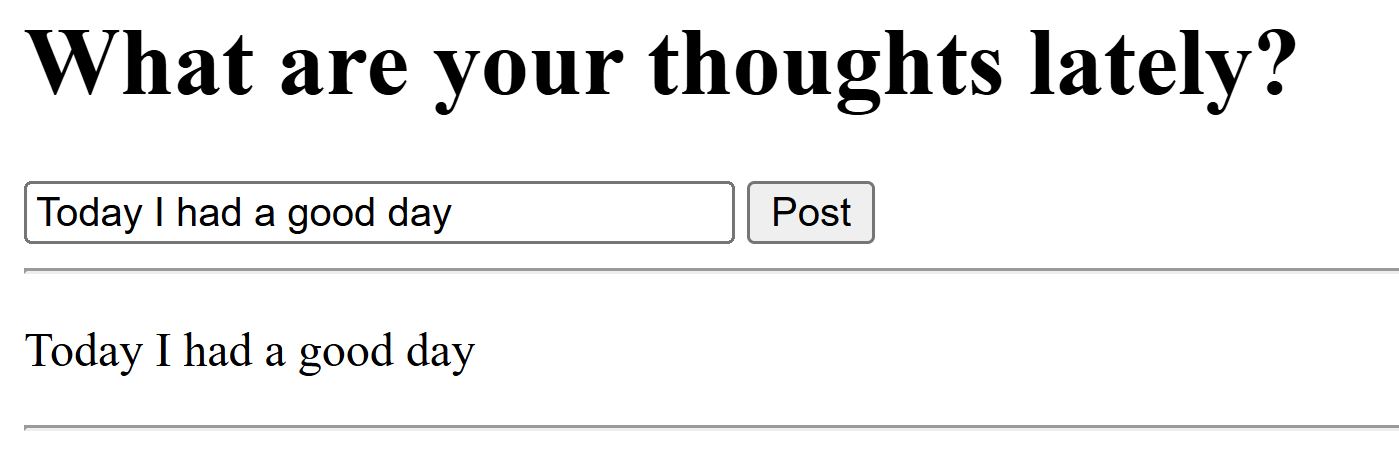 What are your thoughts lately?
Today I had a good day Post
Today I had a good day